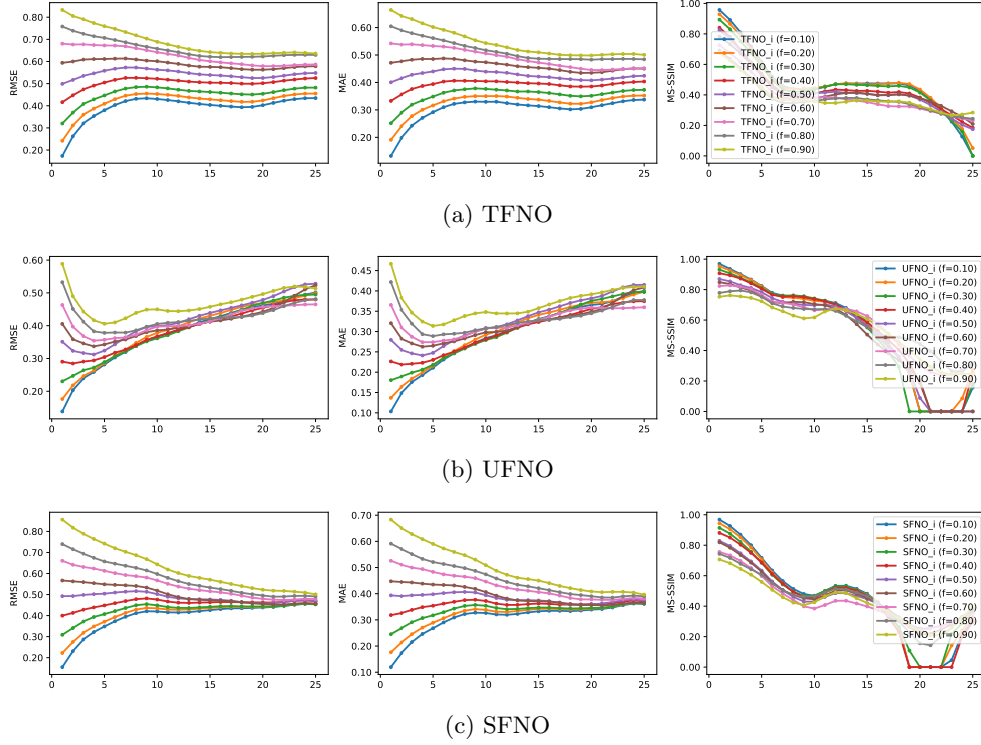 RMSE
0.80
0.70
0.60
0.50
0.40
0.30
0.20
0 5 10 15 20 25
MAE
0.60
0.50
0.40
0.30
0.20
0 5 10 15 20 25
MS-SSIM
1.00
0.80
0.60
0.40
0.20
0.00
0 5 10 15 20 25
TFNO_i (f=0.10)
TFNO_i (f=0.20)
TFNO_i (f=0.30)
TFNO_i (f=0.40)
TFNO_i (f=0.50)
TFNO_i (f=0.60)
TFNO_i (f=0.70)
TFNO_i (f=0.80)
TFNO_i (f=0.90)
(a) TFNO
RMSE
0.60
0.50
0.40
0.30
0.20
0 5 10 15 20 25
MAE
0.45
0.40
0.35
0.30
0.25
0.20
0.15
0.10
0 5 10 15 20 25
MS-SSIM
1.00
0.80
0.60
0.40
0.20
0.00
0 5 10 15 20 25
UFNO_i (f=0.10)
UFNO_i (f=0.20)
UFNO_i (f=0.30)
UFNO_i (f=0.40)
UFNO_i (f=0.50)
UFNO_i (f=0.60)
UFNO_i (f=0.70)
UFNO_i (f=0.80)
UFNO_i (f=0.90)
(b) UFNO
RMSE
0.80
0.70
0.60
0.50
0.40
0.30
0.20
0 5 10 15 20 25
MAE
0.70
0.60
0.50
0.40
0.30
0.20
0.10
0 5 10 15 20 25
MS-SSIM
1.00
0.80
0.60
0.40
0.20
0.00
0 5 10 15 20 25
SFNO_i (f=0.10)
SFNO_i (f=0.20)
SFNO_i (f=0.30)
SFNO_i (f=0.40)
SFNO_i (f=0.50)
SFNO_i (f=0.60)
SFNO_i (f=0.70)
SFNO_i (f=0.80)
SFNO_i (f=0.90)
(c) SFNO